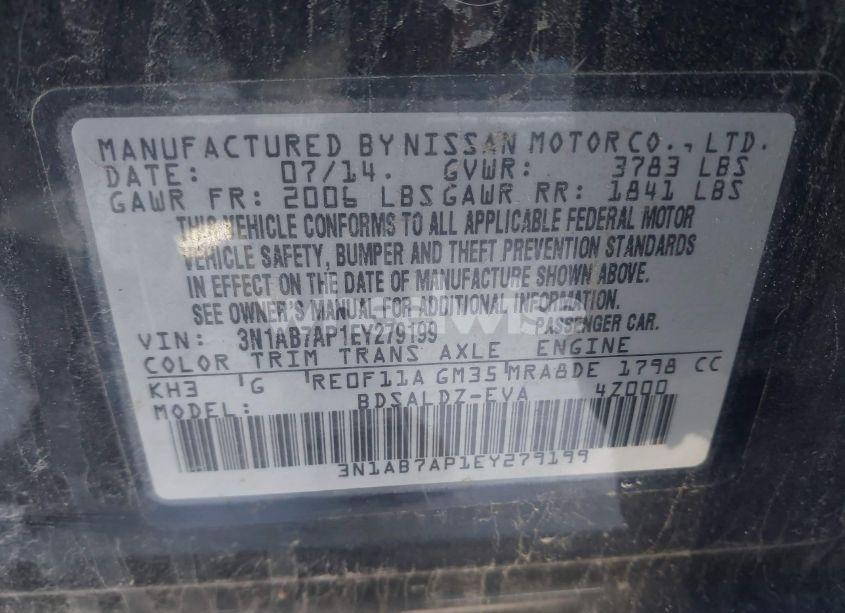 MANUFACTURED BY NISSAN MOTOR CO., LTD.
DATE: 07/14. GVWR: 3783 LBS
GAWR FR: 2006 LBS GAWR RR: 1841 LBS
THIS VEHICLE CONFORMS TO ALL APPLICABLE FEDERAL MOTOR
VEHICLE SAFETY, BUMPER AND THEFT PREVENTION STANDARDS
IN EFFECT ON THE DATE OF MANUFACTURE SHOWN ABOVE.
SEE OWNER'S MANUAL FOR ADDITIONAL INFORMATION.
VIN: 3N1AB7AP1EY279199 PASSENGER CAR.
COLOR TRIM TRANS AXLE ENGINE
KH3 G RE0F11A GM35 MRA8DE 1798 CC
MODEL: BDSALDZ-EVA 4Z000
3N1AB7AP1EY279199